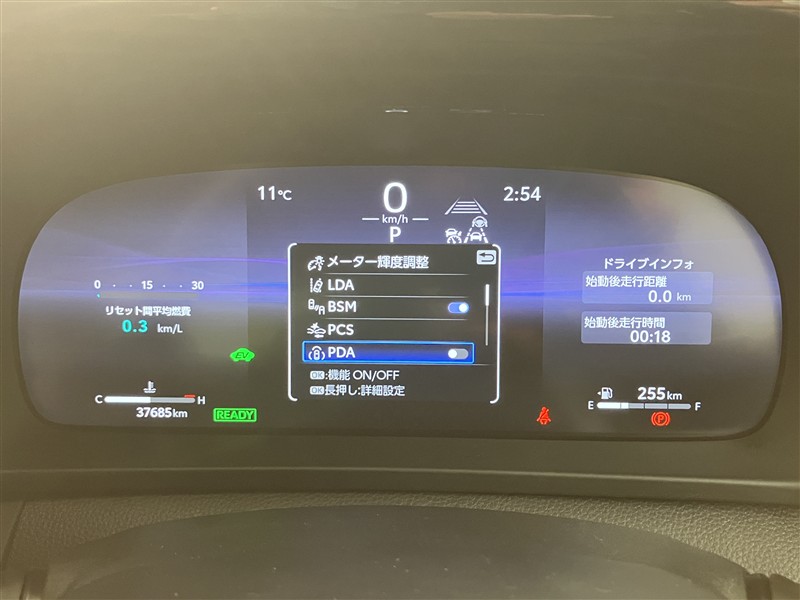 11℃
0
km/h
P
2:54
0 15 30
リセット間平均燃費
0.3 km/L
EV
C H
37685km
READY
メーター輝度調整
LDA
BSM
PCS
PDA
OK:機能 ON/OFF
OK長押し:詳細設定
ドライブインフォ
始動後走行距離
0.0 km
始動後走行時間
00:18
255km
E F
P